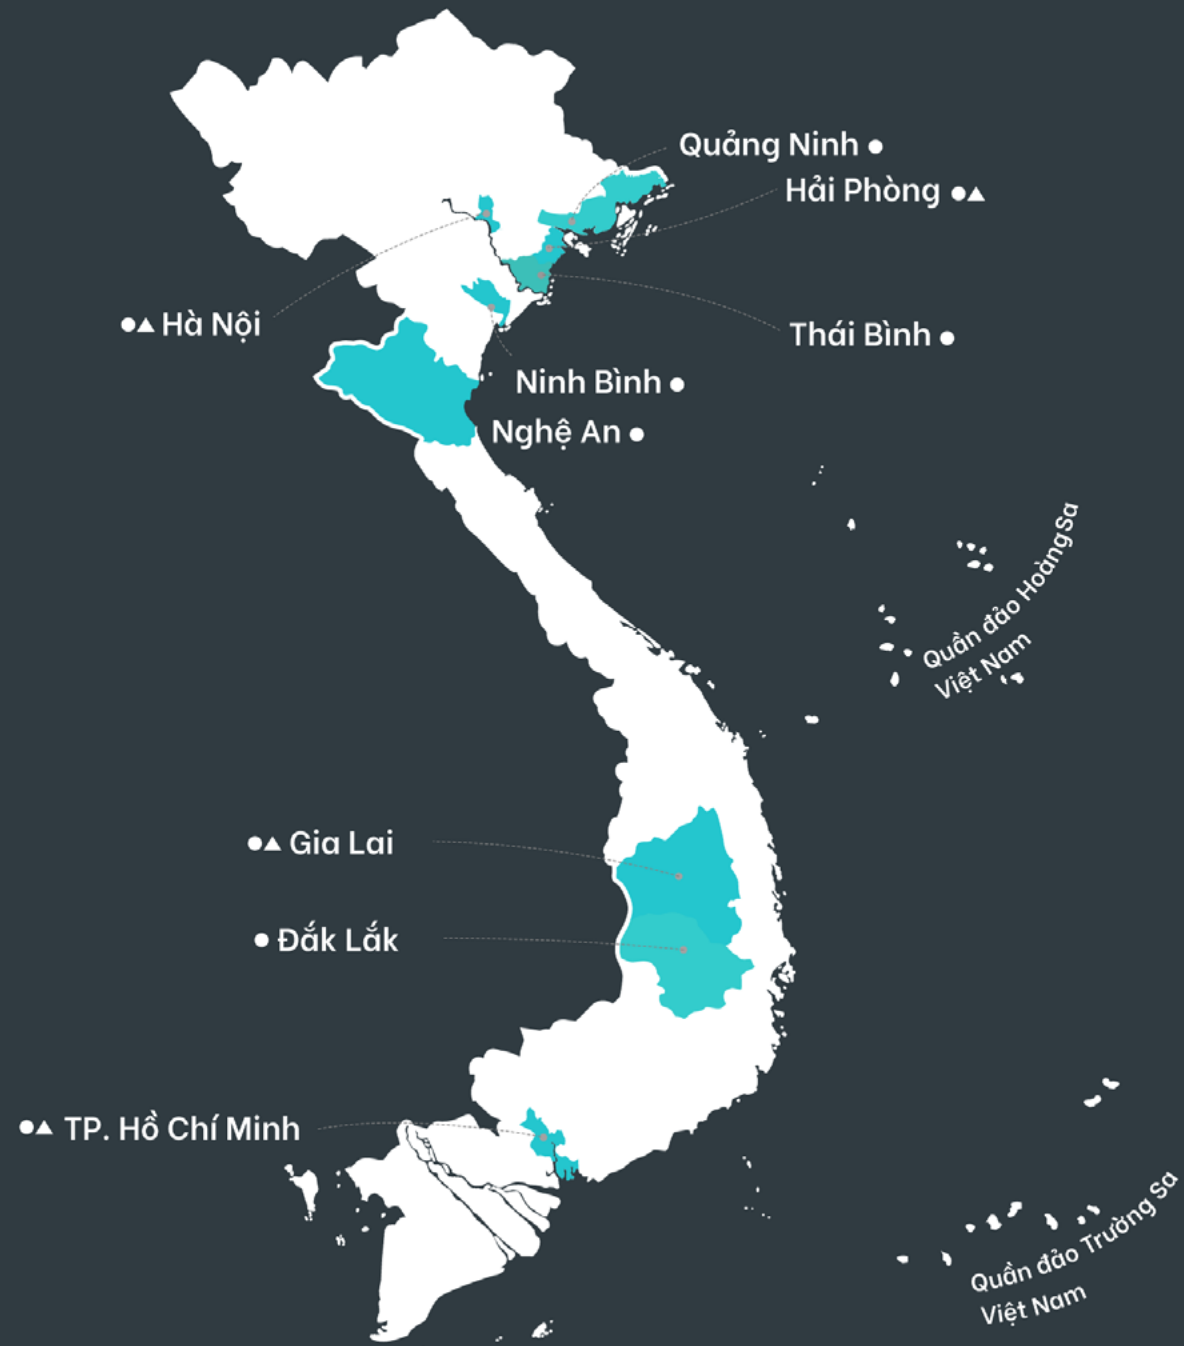 Quảng Ninh ●
Hải Phòng ●▲
●▲ Hà Nội
Thái Bình ●
Ninh Bình ●
Nghệ An ●
Quần đảo Hoàng Sa
Việt Nam
●▲ Gia Lai
● Đắk Lắk
●▲ TP. Hồ Chí Minh
Quần đảo Trường Sa
Việt Nam